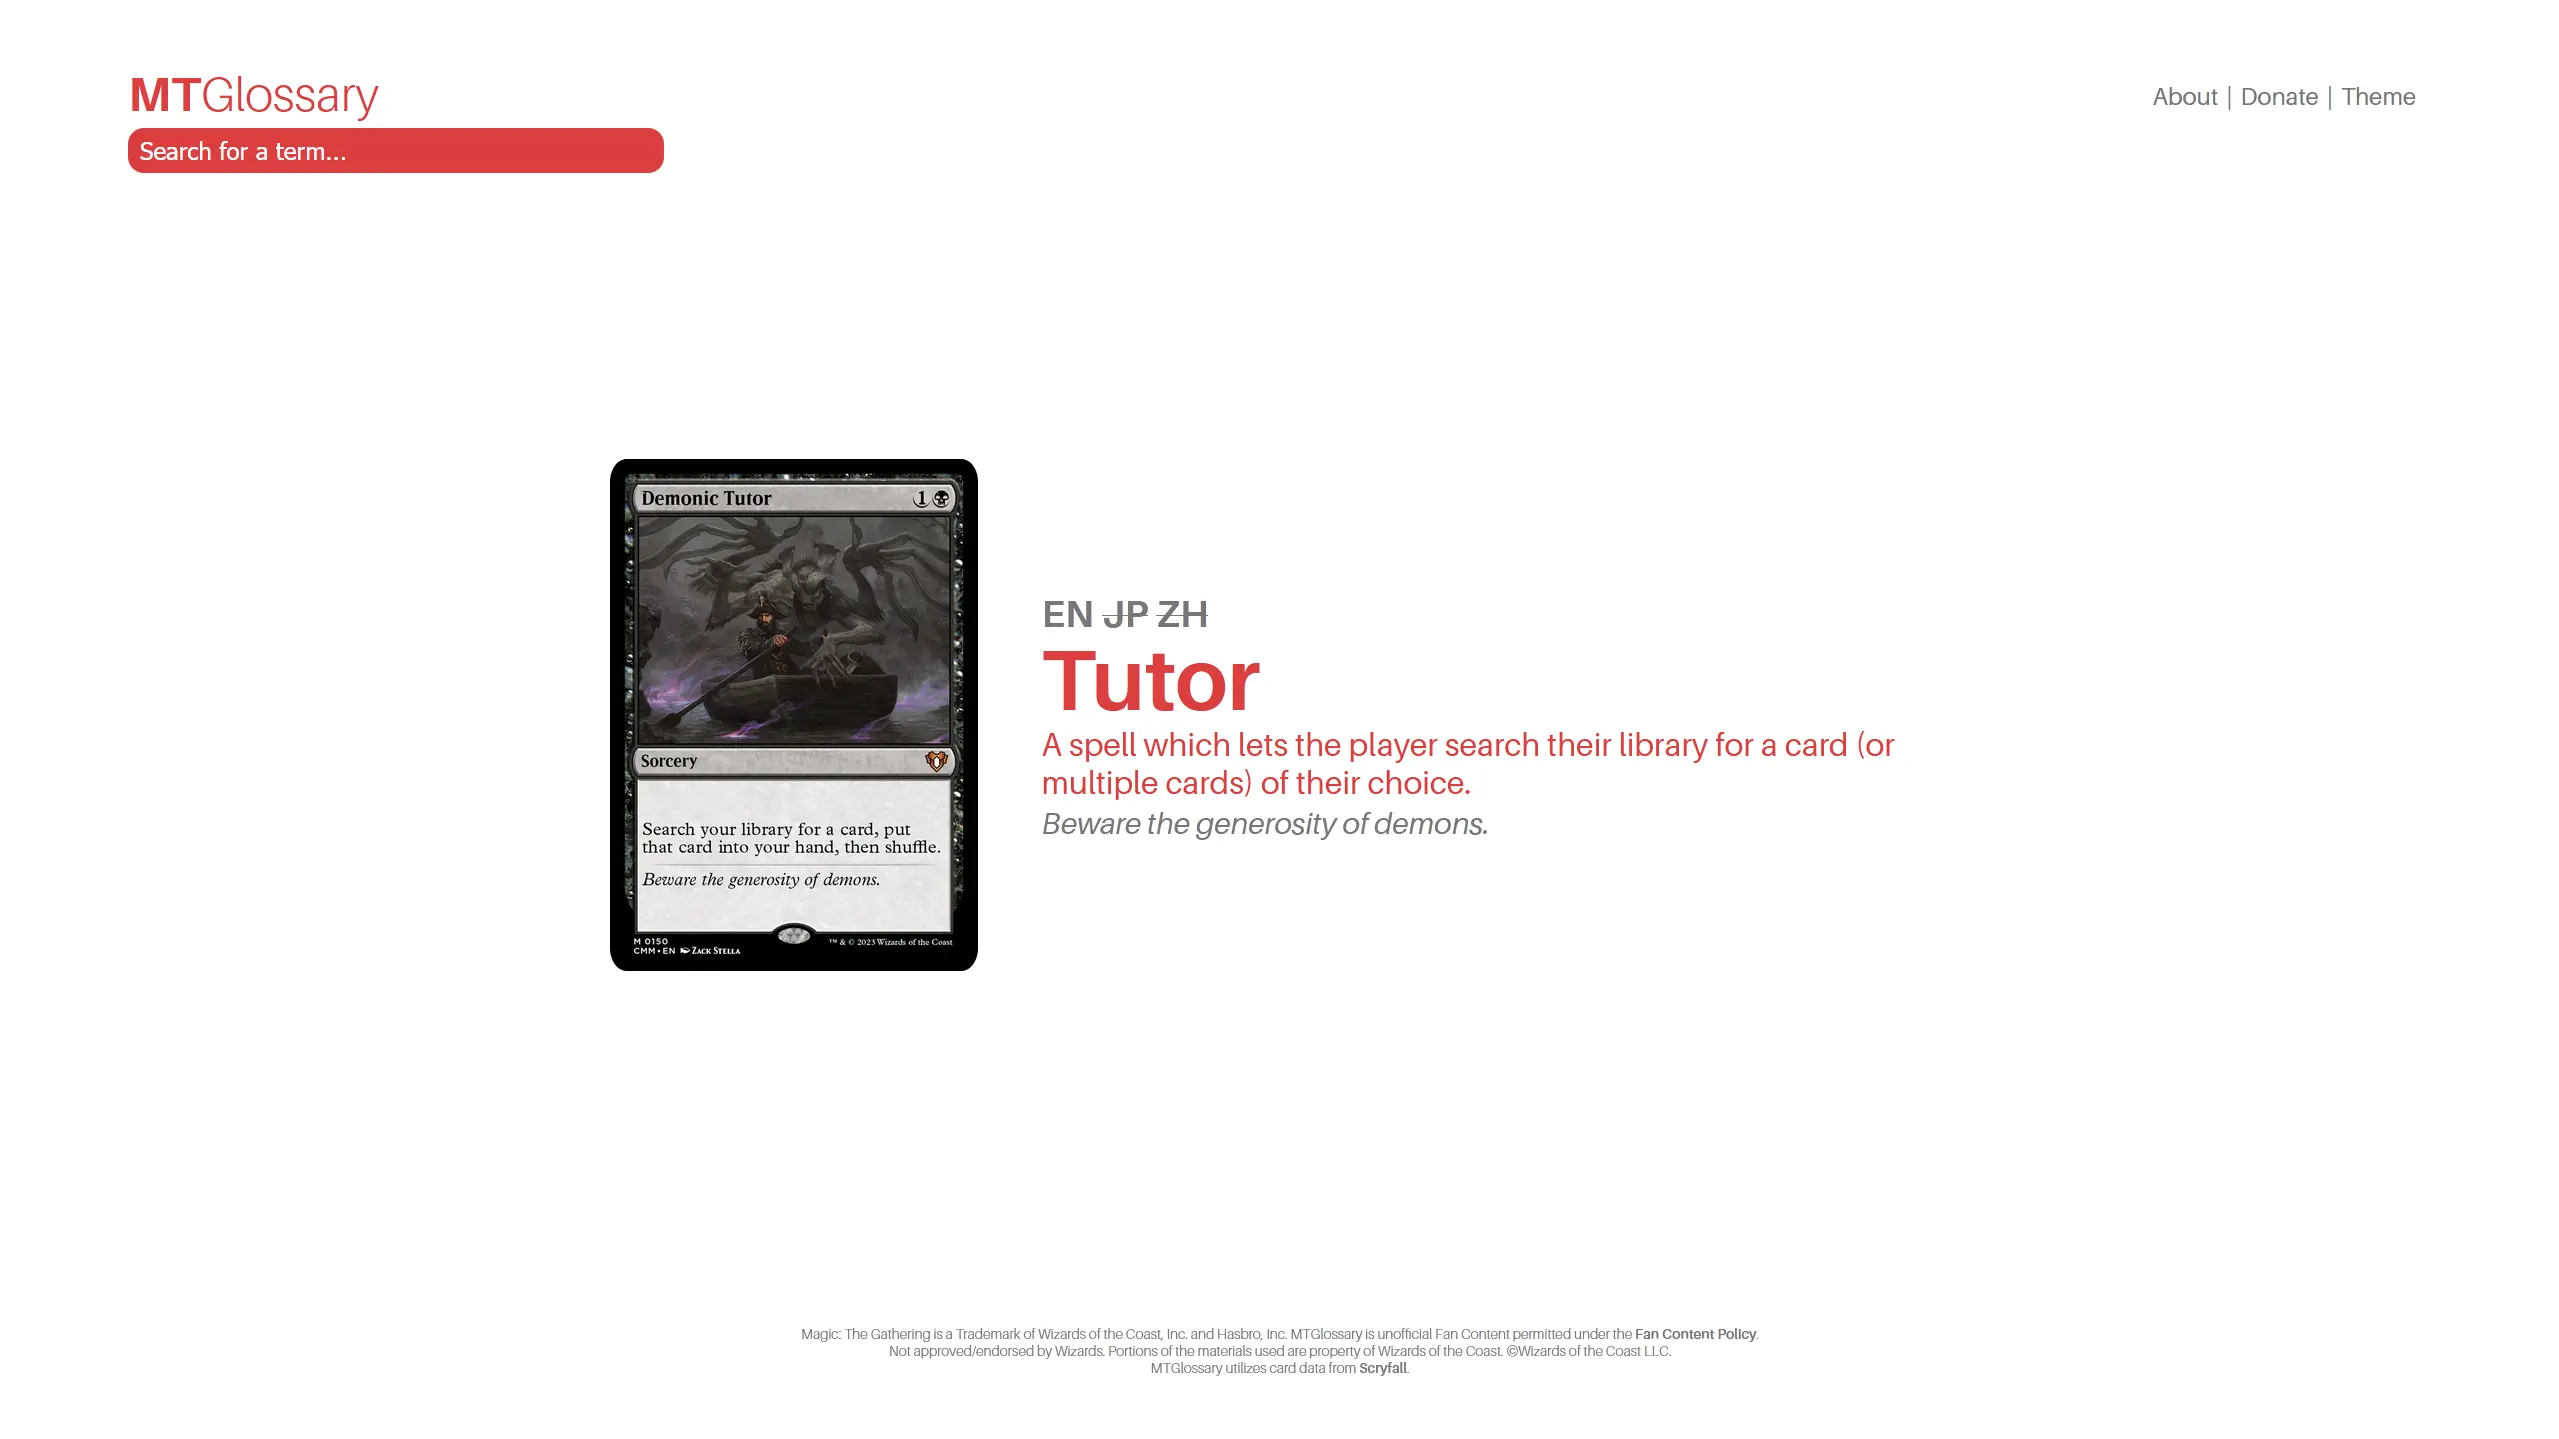 MTGlossary
About | Donate | Theme
Search for a term...
Demonic Tutor 1
Sorcery
Search your library for a card, put
that card into your hand, then shuffle.
Beware the generosity of demons.
M 0150
CMM • EN Zack Stella
™ & © 2023 Wizards of the Coast
EN JP ZH
Tutor
A spell which lets the player search their library for a card (or
multiple cards) of their choice.
Beware the generosity of demons.
Magic: The Gathering is a Trademark of Wizards of the Coast, Inc. and Hasbro, Inc. MTGlossary is unofficial Fan Content permitted under the Fan Content Policy.
Not approved/endorsed by Wizards. Portions of the materials used are property of Wizards of the Coast. ©Wizards of the Coast LLC.
MTGlossary utilizes card data from Scryfall.